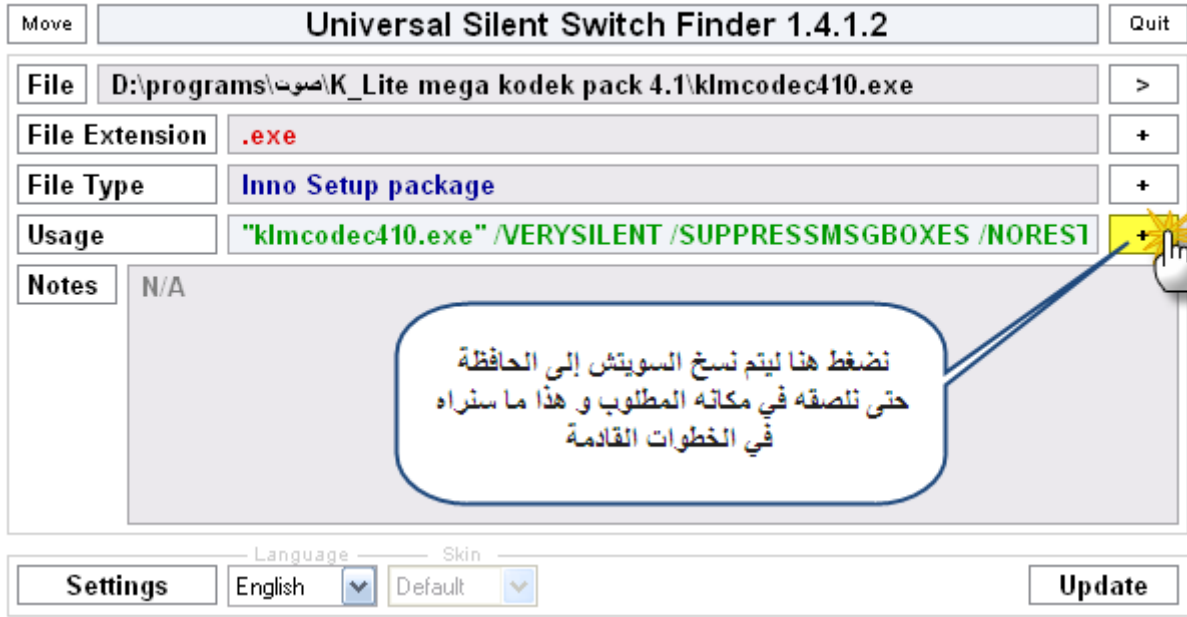 Move
Universal Silent Switch Finder 1.4.1.2
Quit
File
D:\programs\صوت\K_Lite mega kodek pack 4.1\klmcodec410.exe
>
File Extension
.exe
+
File Type
Inno Setup package
+
Usage
"klmcodec410.exe" /VERYSILENT /SUPPRESSMSGBOXES /NOREST
+
Notes
N/A
نضغط هنا ليتم نسخ السويتش إلى الحافظة
حتى نلصقه في مكانه المطلوب و هذا ما سنراه
في الخطوات القادمة
Language
Skin
Settings
English
Default
Update